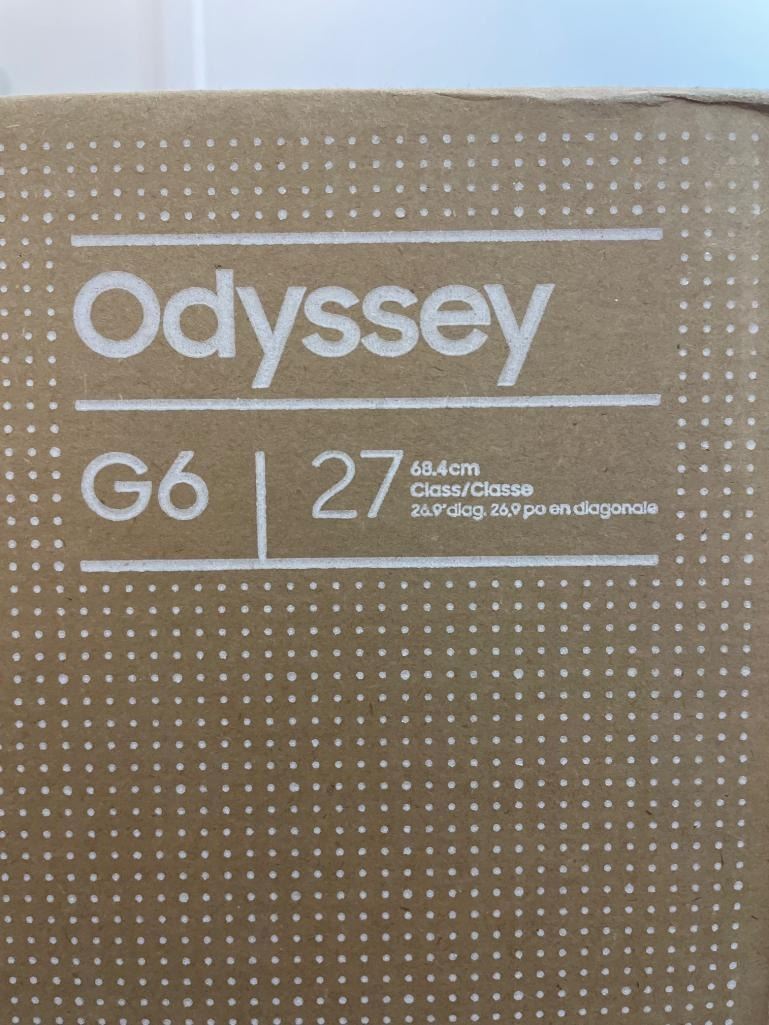 Odyssey
G6
27
68.4cm
Class/Classe
26.9" diag. 26,9 po en diagonale